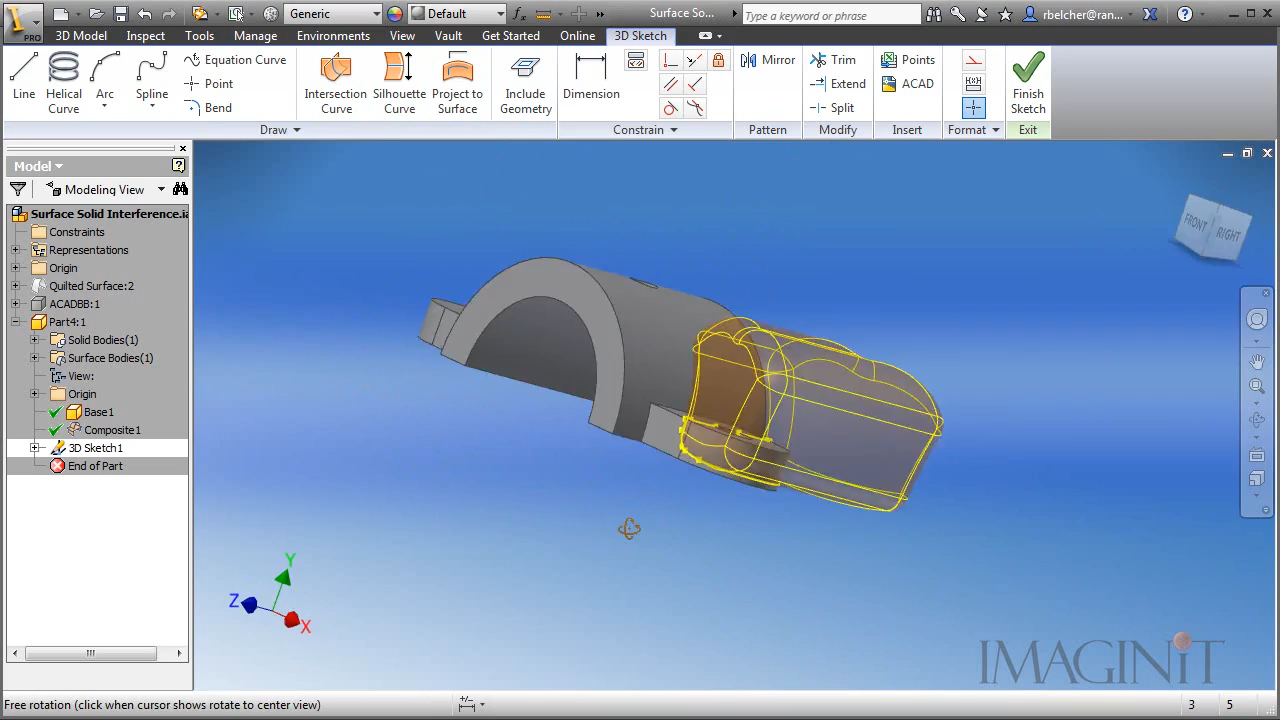 PRO
Generic
Default
Surface So...
Type a keyword or phrase
rbelcher@ran...
3D Model
Inspect
Tools
Manage
Environments
View
Vault
Get Started
Online
3D Sketch
Line
Helical Curve
Arc
Spline
Equation Curve
Point
Bend
Intersection Curve
Silhouette Curve
Project to Surface
Include Geometry
Dimension
Mirror
Trim
Extend
Split
Points
ACAD
Finish Sketch
Draw
Constrain
Pattern
Modify
Insert
Format
Exit
Model
Modeling View
Surface Solid Interference.ia
Constraints
Representations
Origin
Quilted Surface:2
ACADBB:1
Part4:1
Solid Bodies(1)
Surface Bodies(1)
View:
Origin
Base1
Composite1
3D Sketch1
End of Part
FRONT
RIGHT
Y
Z
X
IMAGINiT
Free rotation (click when cursor shows rotate to center view)
3
5